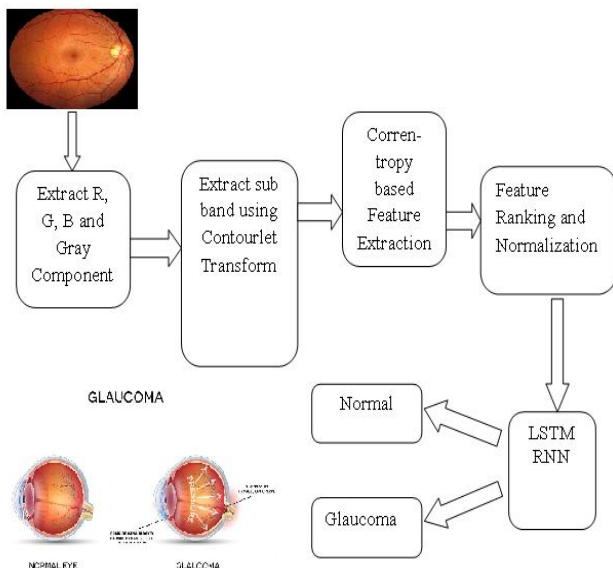 Extract R,
G, B and
Gray
Component
Extract sub
band using
Contourlet
Transform
Corren-
tropy
based
Feature
Extraction
Feature
Ranking and
Normalization
LSTM
RNN
Normal
Glaucoma
GLAUCOMA
NORMAL EYE
GLAUCOMA